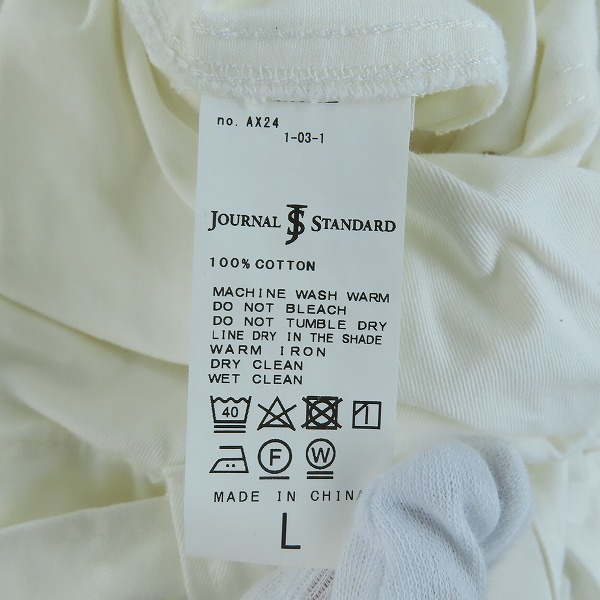 no. AX24
1-03-1
JOURNAL JS STANDARD
100% COTTON
MACHINE WASH WARM
DO NOT BLEACH
DO NOT TUMBLE DRY
LINE DRY IN THE SHADE
WARM IRON
DRY CLEAN
WET CLEAN
40
F W
MADE IN CHINA
L